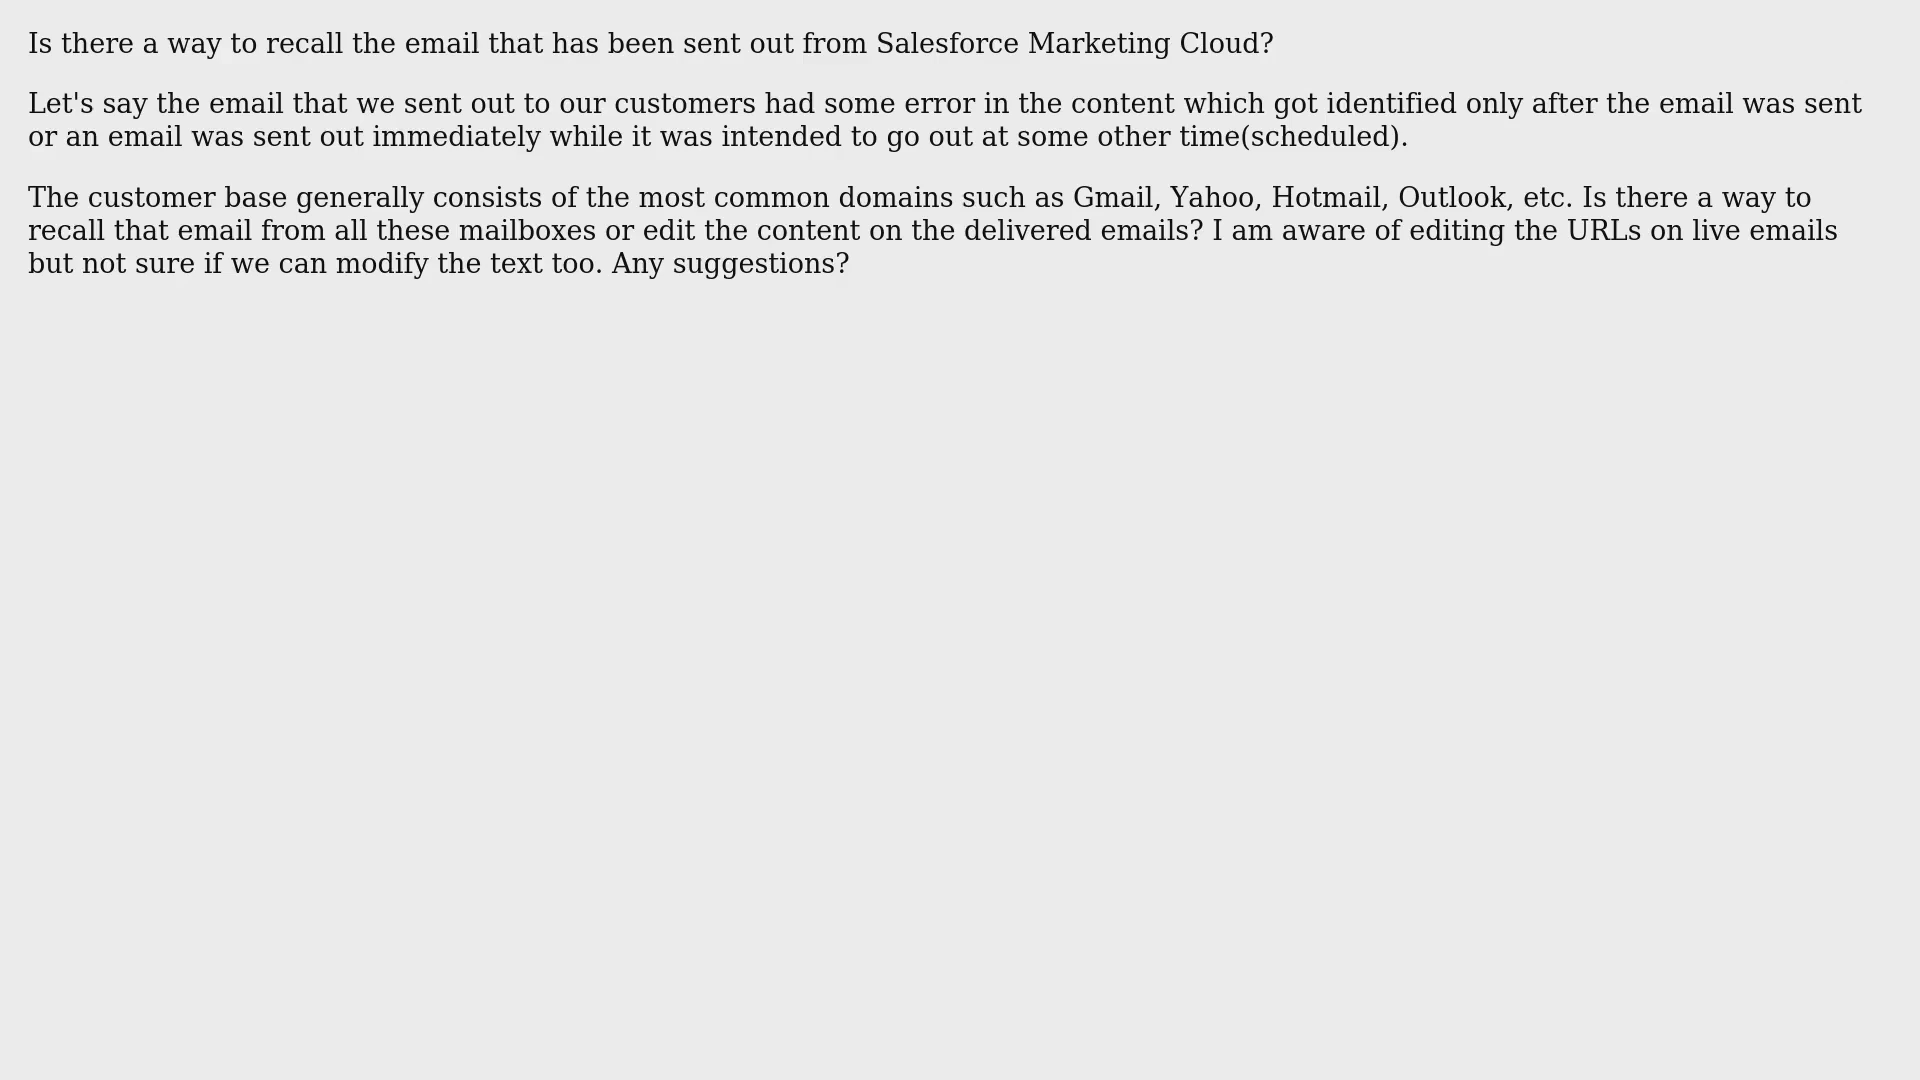 Is there a way to recall the email that has been sent out from Salesforce Marketing Cloud?
Let's say the email that we sent out to our customers had some error in the content which got identified only after the email was sent
or an email was sent out immediately while it was intended to go out at some other time(scheduled).
The customer base generally consists of the most common domains such as Gmail, Yahoo, Hotmail, Outlook, etc. Is there a way to
recall that email from all these mailboxes or edit the content on the delivered emails? I am aware of editing the URLs on live emails
but not sure if we can modify the text too. Any suggestions?